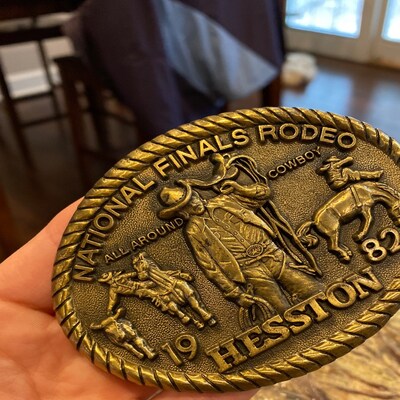 NATIONAL FINALS RODEO
ALL AROUND COWBOY
19 82
HESSTON